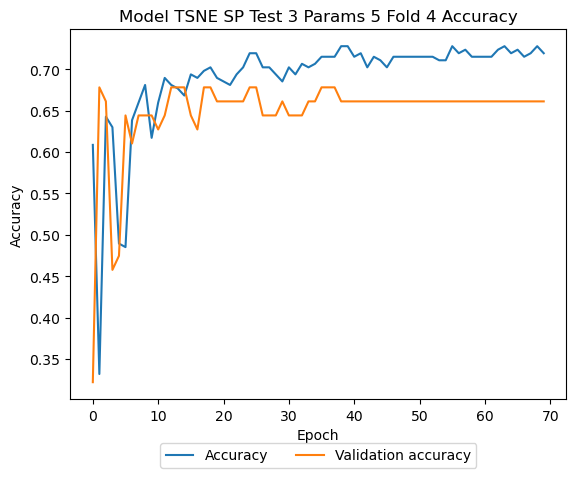 Model TSNE SP Test 3 Params 5 Fold 4 Accuracy
Accuracy
0.70
0.65
0.60
0.55
0.50
0.45
0.40
0.35
0 10 20 30 40 50 60 70
Epoch
Accuracy Validation accuracy